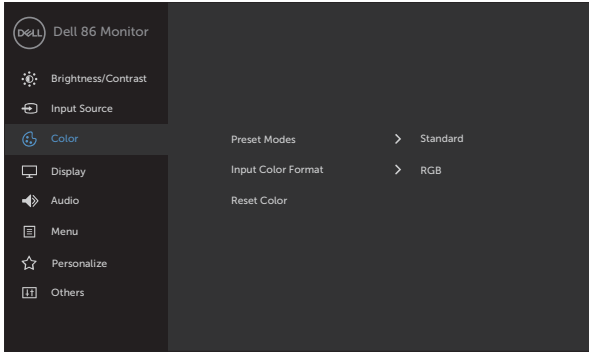 DELL Dell 86 Monitor
Brightness/Contrast
Input Source
Color
Preset Modes Standard
Display
Input Color Format RGB
Audio
Reset Color
Menu
Personalize
Others